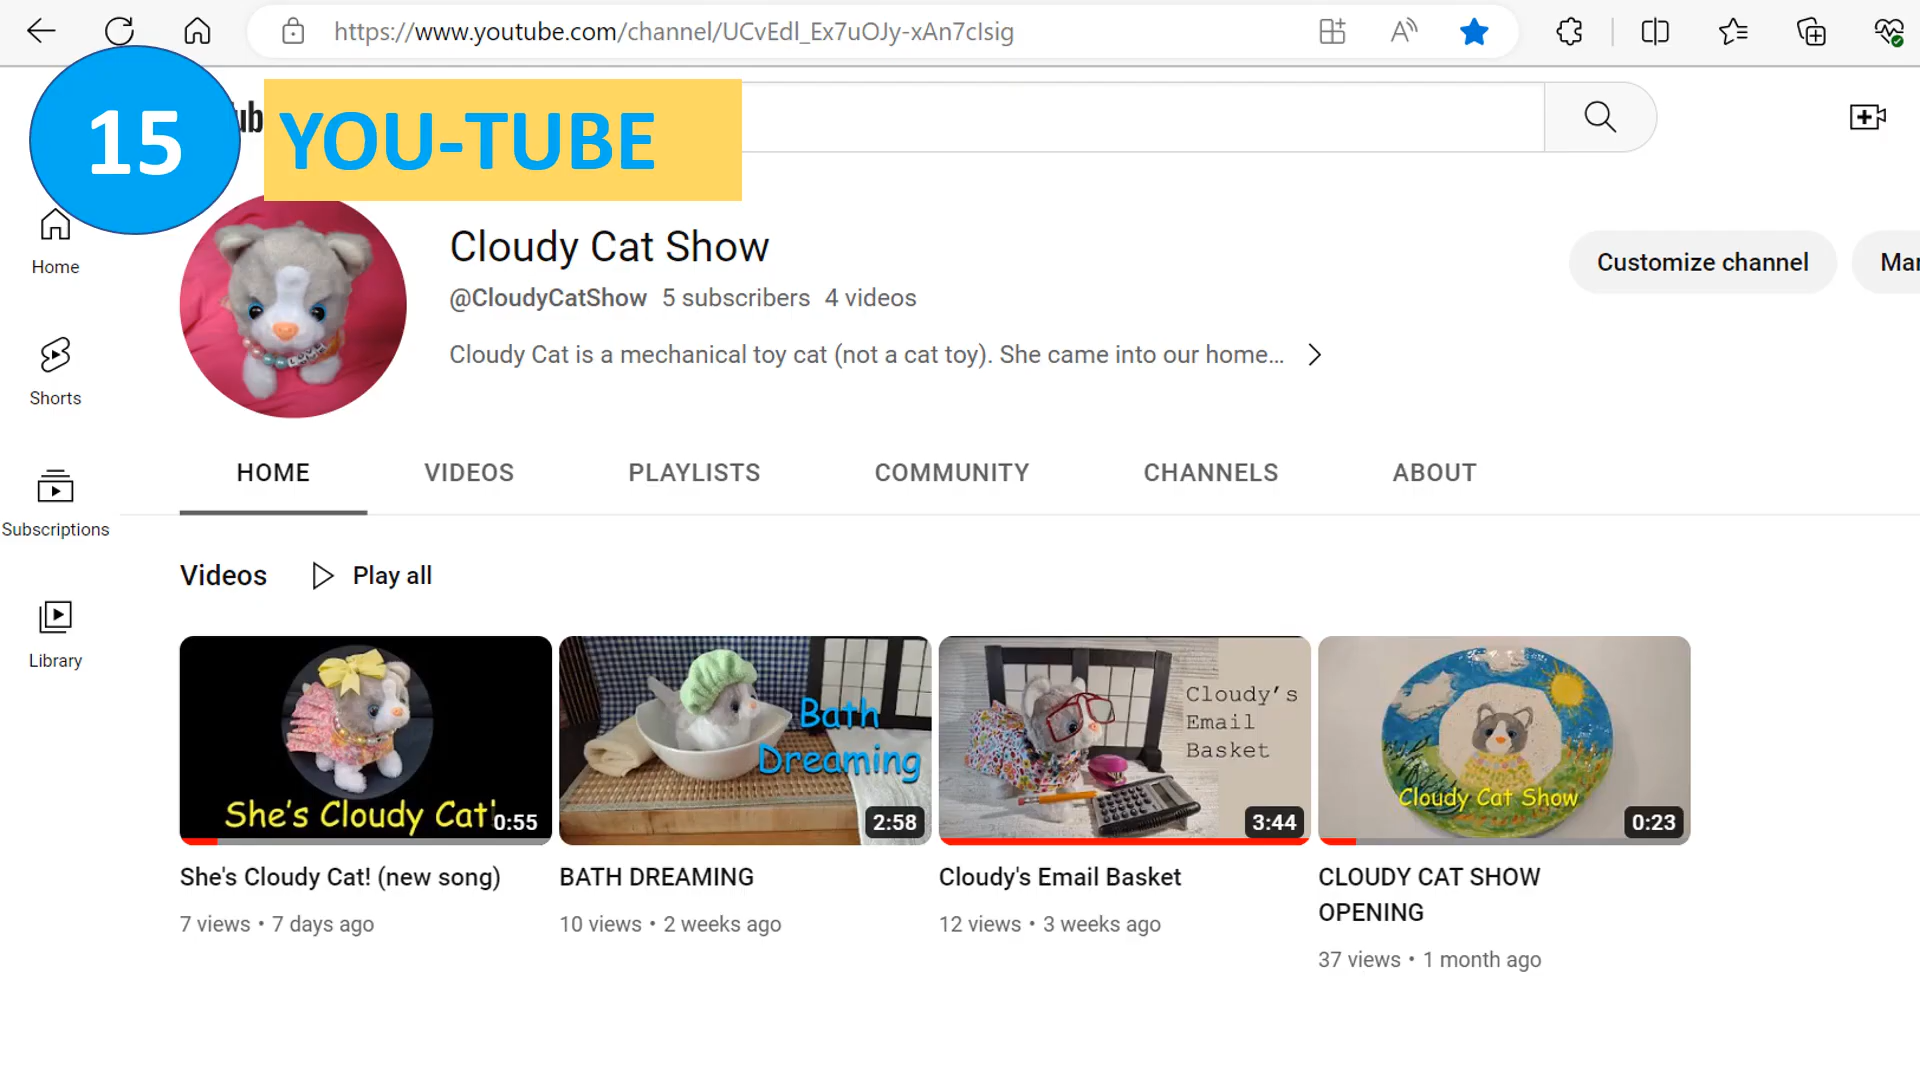 https://www.youtube.com/channel/UCvEdl_Ex7uOJy-xAn7cIsig
15
ub
YOU-TUBE
Cloudy Cat Show
@CloudyCatShow 5 subscribers 4 videos
Customize channel
Mar
Cloudy Cat is a mechanical toy cat (not a cat toy). She came into our home...
Home
Shorts
Subscriptions
Library
HOME VIDEOS PLAYLISTS COMMUNITY CHANNELS ABOUT
Videos Play all
She's Cloudy Cat!
0:55
Bath
Dreaming
2:58
Cloudy's
Email
Basket
3:44
Cloudy Cat Show
0:23
She's Cloudy Cat! (new song)
7 views • 7 days ago
BATH DREAMING
10 views • 2 weeks ago
Cloudy's Email Basket
12 views • 3 weeks ago
CLOUDY CAT SHOW
OPENING
37 views • 1 month ago